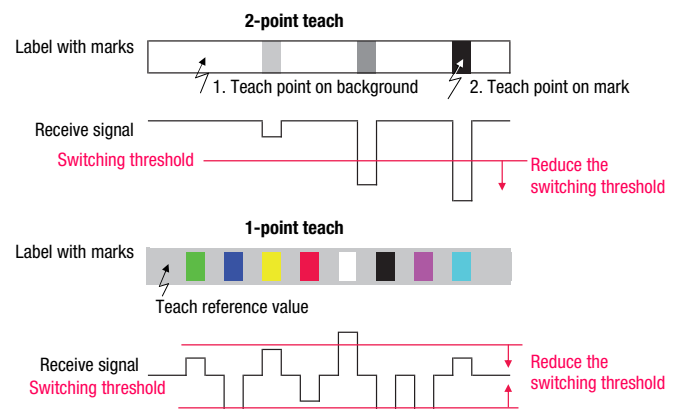 2-point teach
Label with marks
1. Teach point on background
2. Teach point on mark
Receive signal
Switching threshold
Reduce the
switching threshold
1-point teach
Label with marks
Teach reference value
Receive signal
Switching threshold
Reduce the
switching threshold